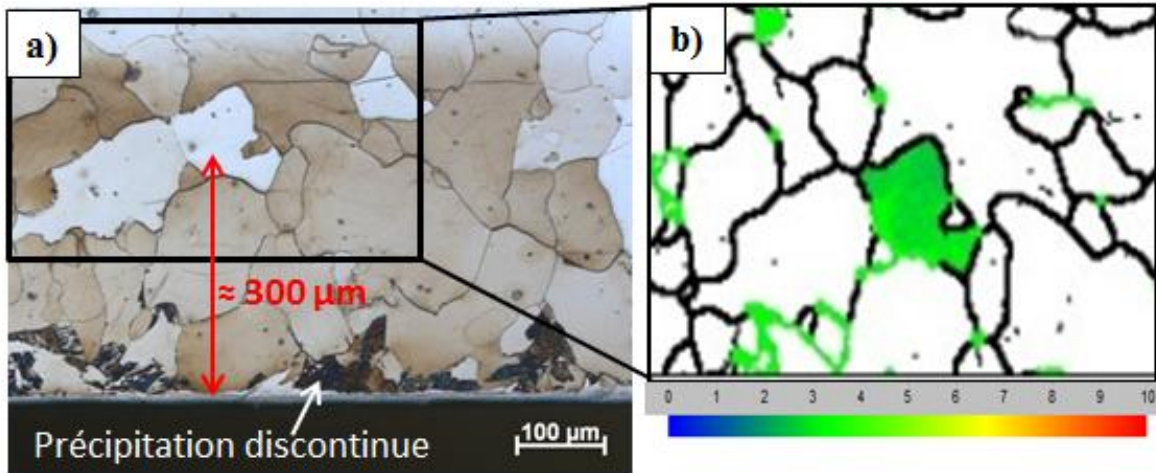 a)
≈ 300 µm
Précipitation discontinue
100 µm
b)
0 1 2 3 4 5 6 7 8 9 10